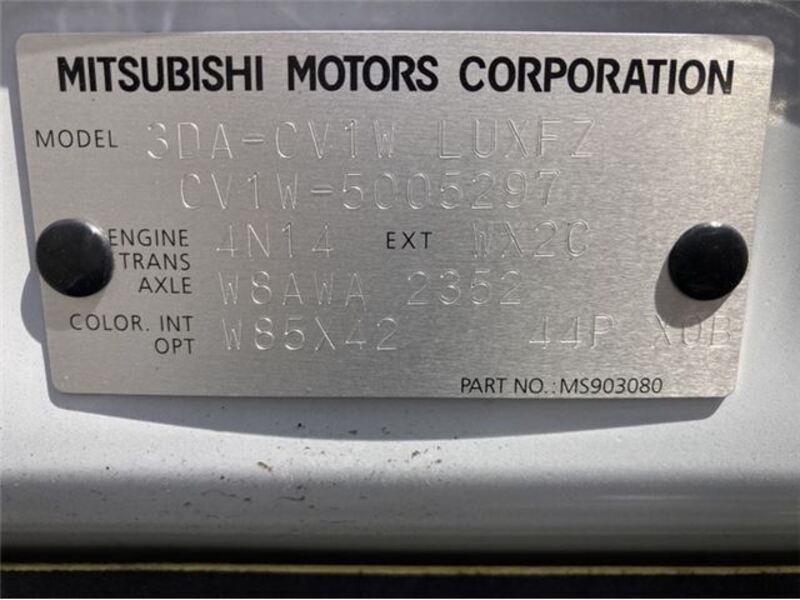 MITSUBISHI MOTORS CORPORATION
MODEL 3DA-CV1W LUXFZ
CV1W-5005297
ENGINE 4N14 EXT WX2C
TRANS
AXLE W8AWA 2352
COLOR. INT W85X42 44P X0B
OPT
PART NO.: MS903080